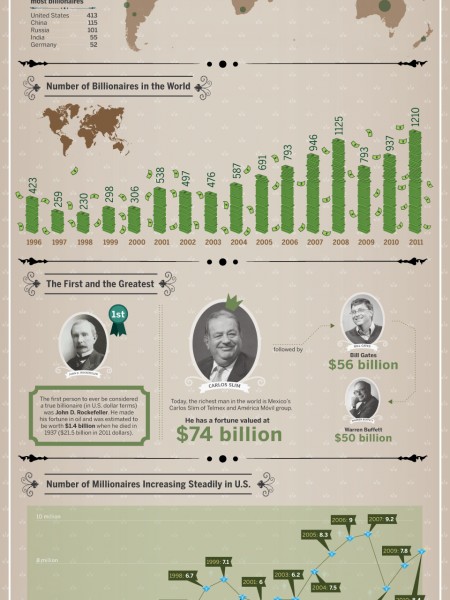 most billionaires
United States 413
China 115
Russia 101
India 55
Germany 52
Number of Billionaires in the World
423 259 230 298 306 538 497 476 587 691 793 946 1125 793 937 1210
1996 1997 1998 1999 2000 2001 2002 2003 2004 2005 2006 2007 2008 2009 2010 2011
The First and the Greatest
1st
CARLOS SLIM
followed by
Bill Gates
$56 billion
Warren Buffett
$50 billion
The first person to ever be considered
a true billionaire (in U.S. dollar terms)
was John D. Rockefeller. He made
his fortune in oil and was estimated to
be worth $1.4 billion when he died in
1937 ($21.5 billion in 2011 dollars).
Today, the richest man in the world is Mexico's
Carlos Slim of Telmex and América Móvil group.
He has a fortune valued at
$74 billion
Number of Millionaires Increasing Steadily in U.S.
10 million
8 million
1998: 6.7
1999: 7.1
2001: 6
2003: 6.2
2004: 7.5
2005: 8.3
2006: 9
2007: 9.2
2009: 7.8